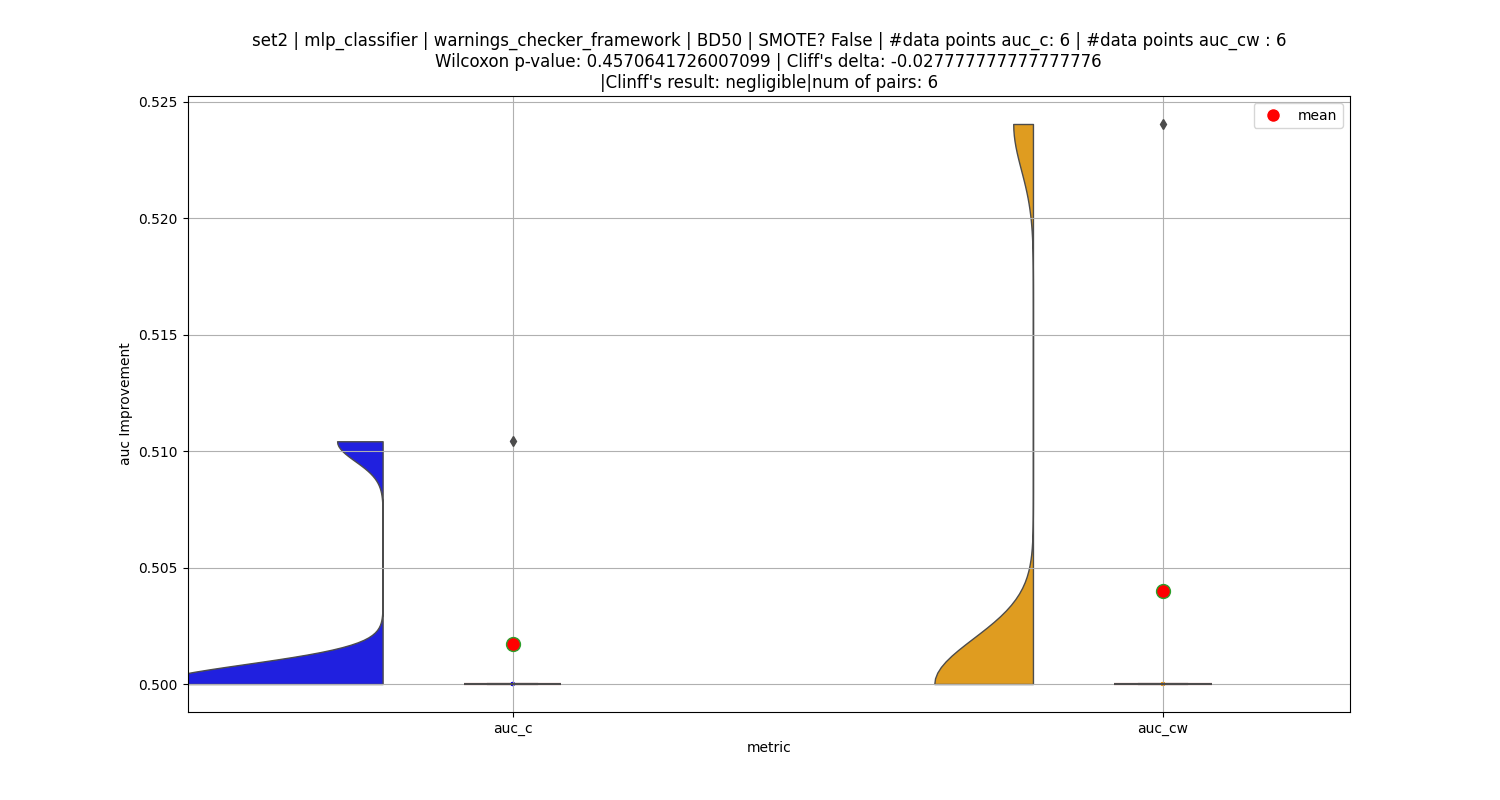 set2 | mlp_classifier | warnings_checker_framework | BD50 | SMOTE? False | #data points auc_c: 6 | #data points auc_cw : 6
Wilcoxon p-value: 0.4570641726007099 | Cliff's delta: -0.027777777777777776
|Clinff's result: negligible|num of pairs: 6
mean
0.525
0.520
0.515
0.510
0.505
0.500
auc Improvement
auc_c
auc_cw
metric